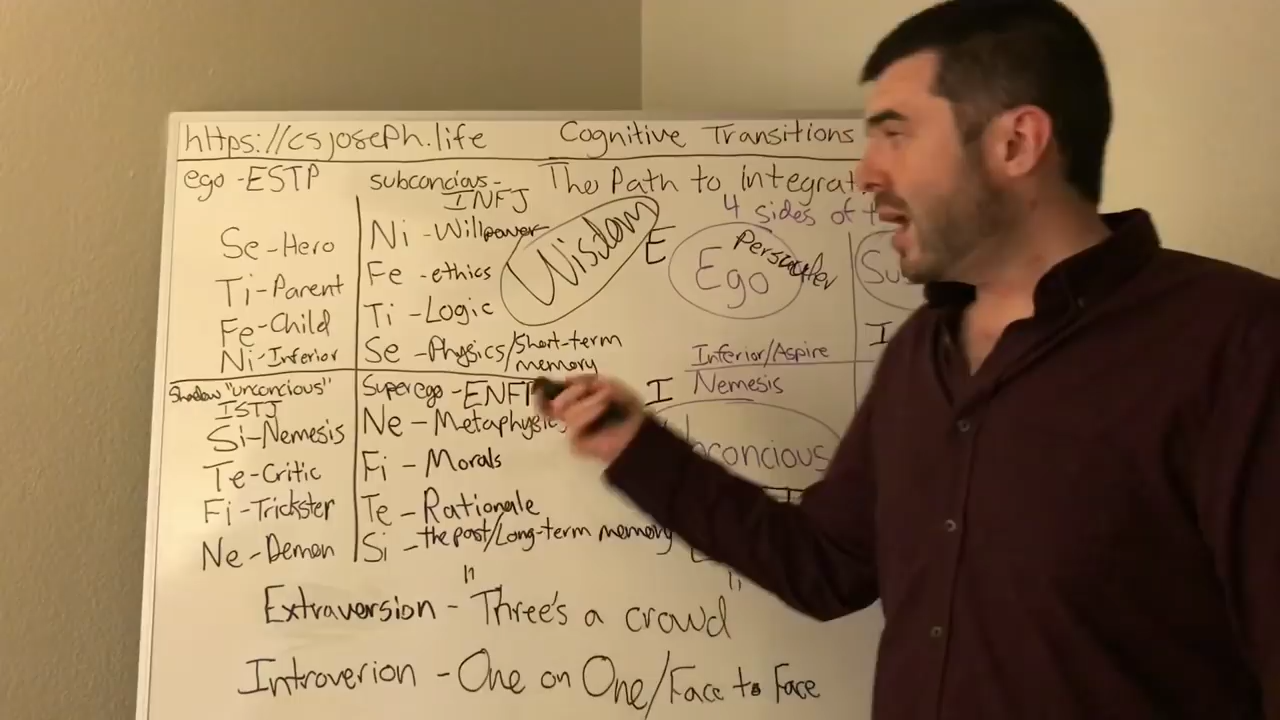 https://csjoseph.life Cognitive Transitions
ego -ESTP subconcious- INFJ The Path to integrat
4 sides of t
Se-Hero
Ti-Parent
Fe-Child
Ni-Inferior
Ni -Willpower
Fe -ethics
Ti -Logic
Se -Physics/Short-term memory
Wisdom
E
Ego
Persuader
Su
I
Inferior/Aspire
Nemesis
I
Shadow "unconcious"
ISTJ
Si-Nemesis
Te-Critic
Fi-Trickster
Ne-Demon
Superego -ENFP
Ne - Metaphysics
Fi - Morals
Te - Rationale
Si - the past/Long-term memory
bconcious
Extraversion - "Three's a crowd"
Introverion - One on One/Face to Face